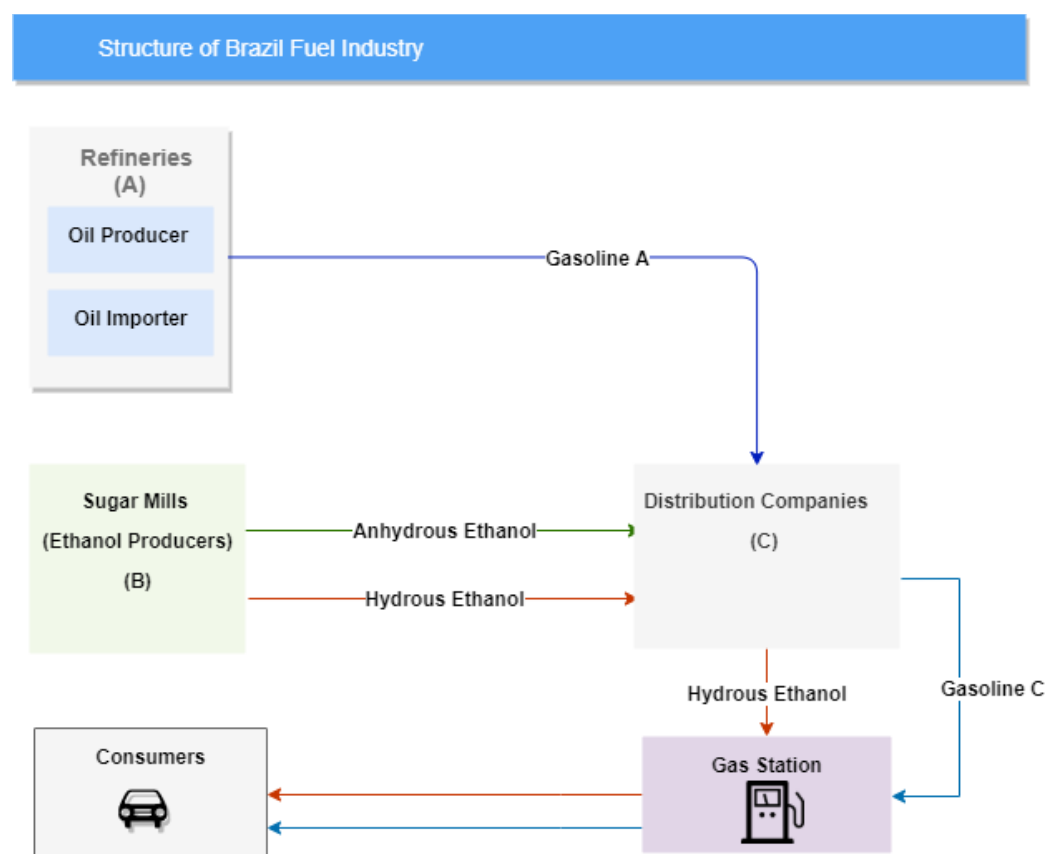 Structure of Brazil Fuel Industry
Refineries
(A)
Oil Producer
Oil Importer
Gasoline A
Sugar Mills
(Ethanol Producers)
(B)
Anhydrous Ethanol
Hydrous Ethanol
Distribution Companies
(C)
Hydrous Ethanol
Gasoline C
Consumers
Gas Station